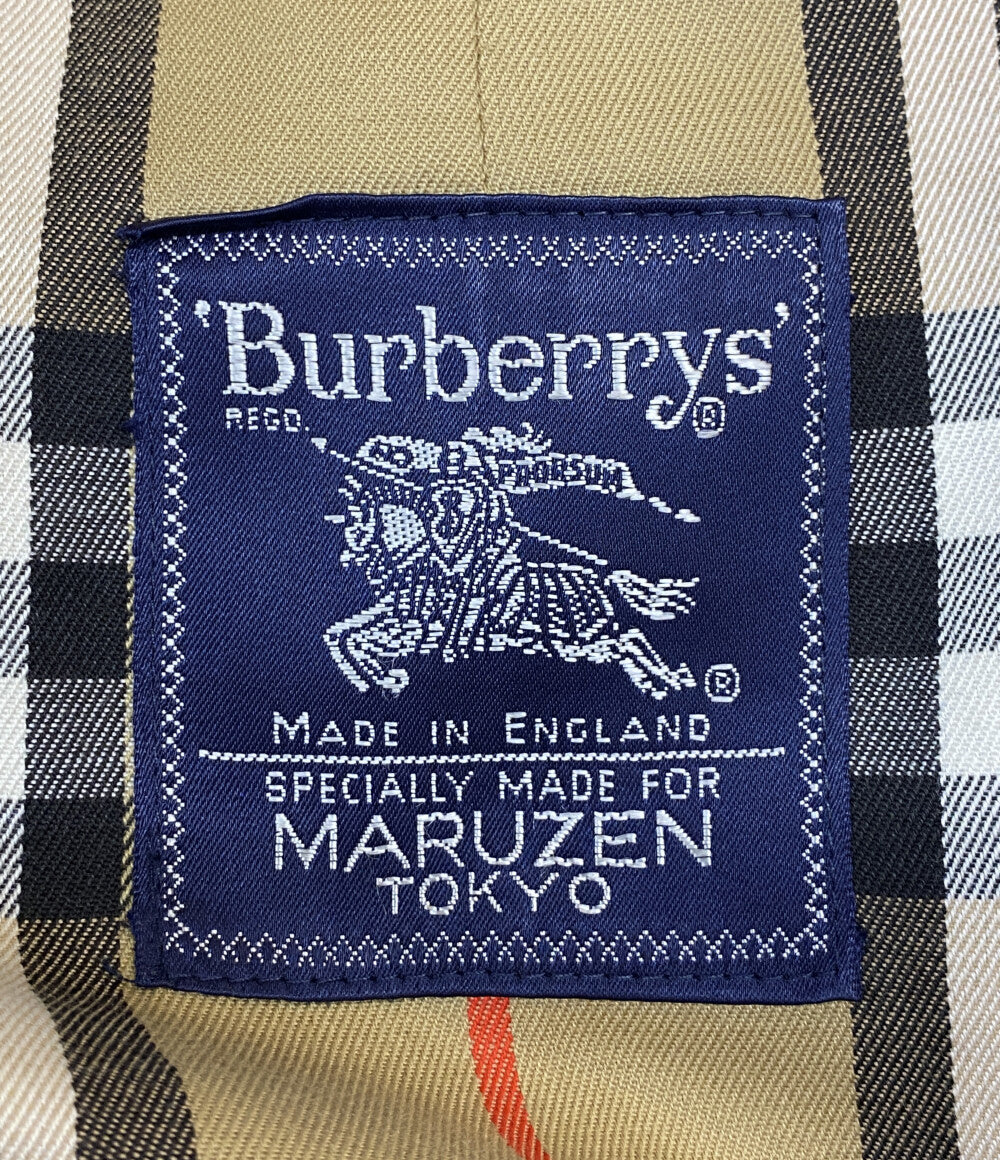 'Burberrys' ®
REGD.
PRORSUM
®
MADE IN ENGLAND
SPECIALLY MADE FOR
MARUZEN
TOKYO